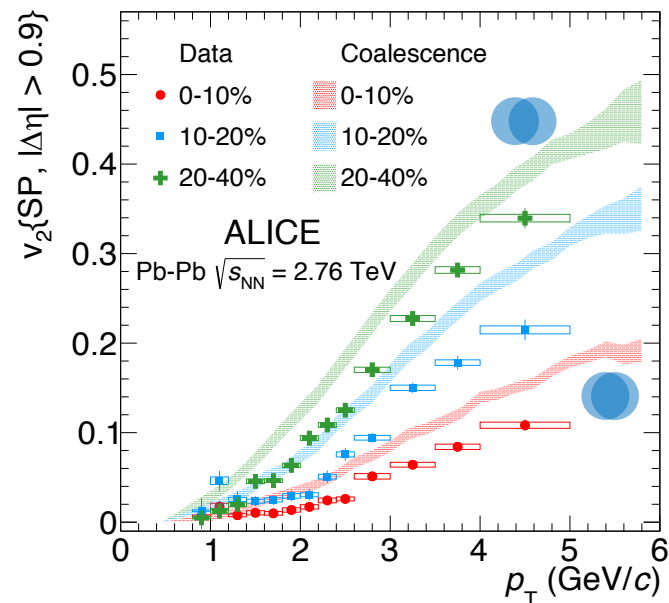 v₂{SP, |Δη| > 0.9}
Data
Coalescence
0-10%
0-10%
10-20%
10-20%
20-40%
20-40%
ALICE
Pb-Pb √s_NN = 2.76 TeV
0.5
0.4
0.3
0.2
0.1
0
0 1 2 3 4 5 6
p_T (GeV/c)